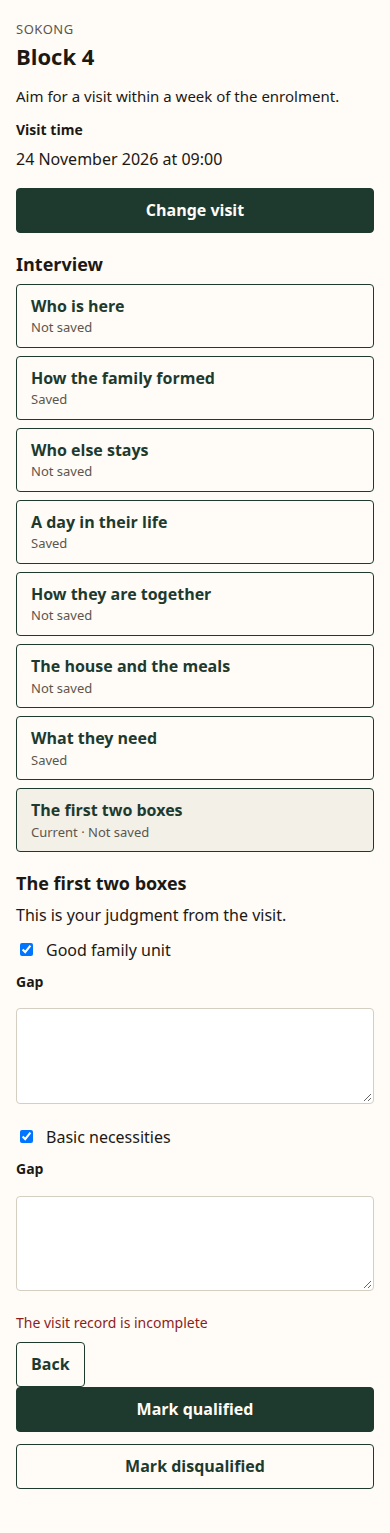 SOKONG
Block 4
Aim for a visit within a week of the enrolment.
Visit time
24 November 2026 at 09:00
Change visit
Interview
Who is here
Not saved
How the family formed
Saved
Who else stays
Not saved
A day in their life
Saved
How they are together
Not saved
The house and the meals
Not saved
What they need
Saved
The first two boxes
Current · Not saved
The first two boxes
This is your judgment from the visit.
Good family unit
Gap
Basic necessities
Gap
The visit record is incomplete
Back
Mark qualified
Mark disqualified